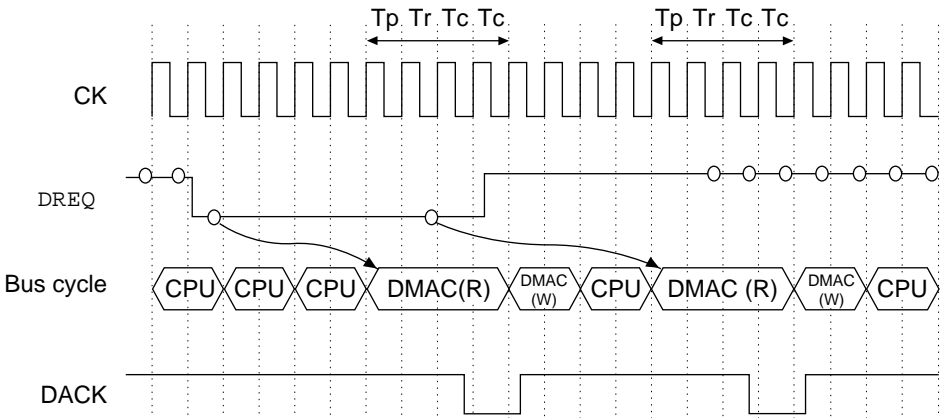 Tp Tr Tc Tc Tp Tr Tc Tc
CK
DREQ
Bus cycle CPU CPU CPU DMAC(R) DMAC (W) CPU DMAC (R) DMAC (W) CPU
DACK